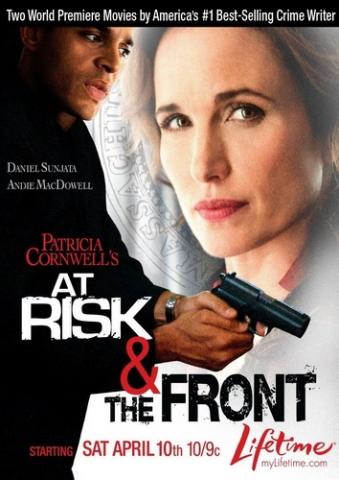 Two World Premiere Movies by America's #1 Best-Selling Crime Writer
DANIEL SUNJATA
ANDIE MACDOWELL
PATRICIA
CORNWELL'S
AT
RISK
&
THE FRONT
STARTING SAT APRIL 10th 10/9c
Lifetime
myLifetime.com